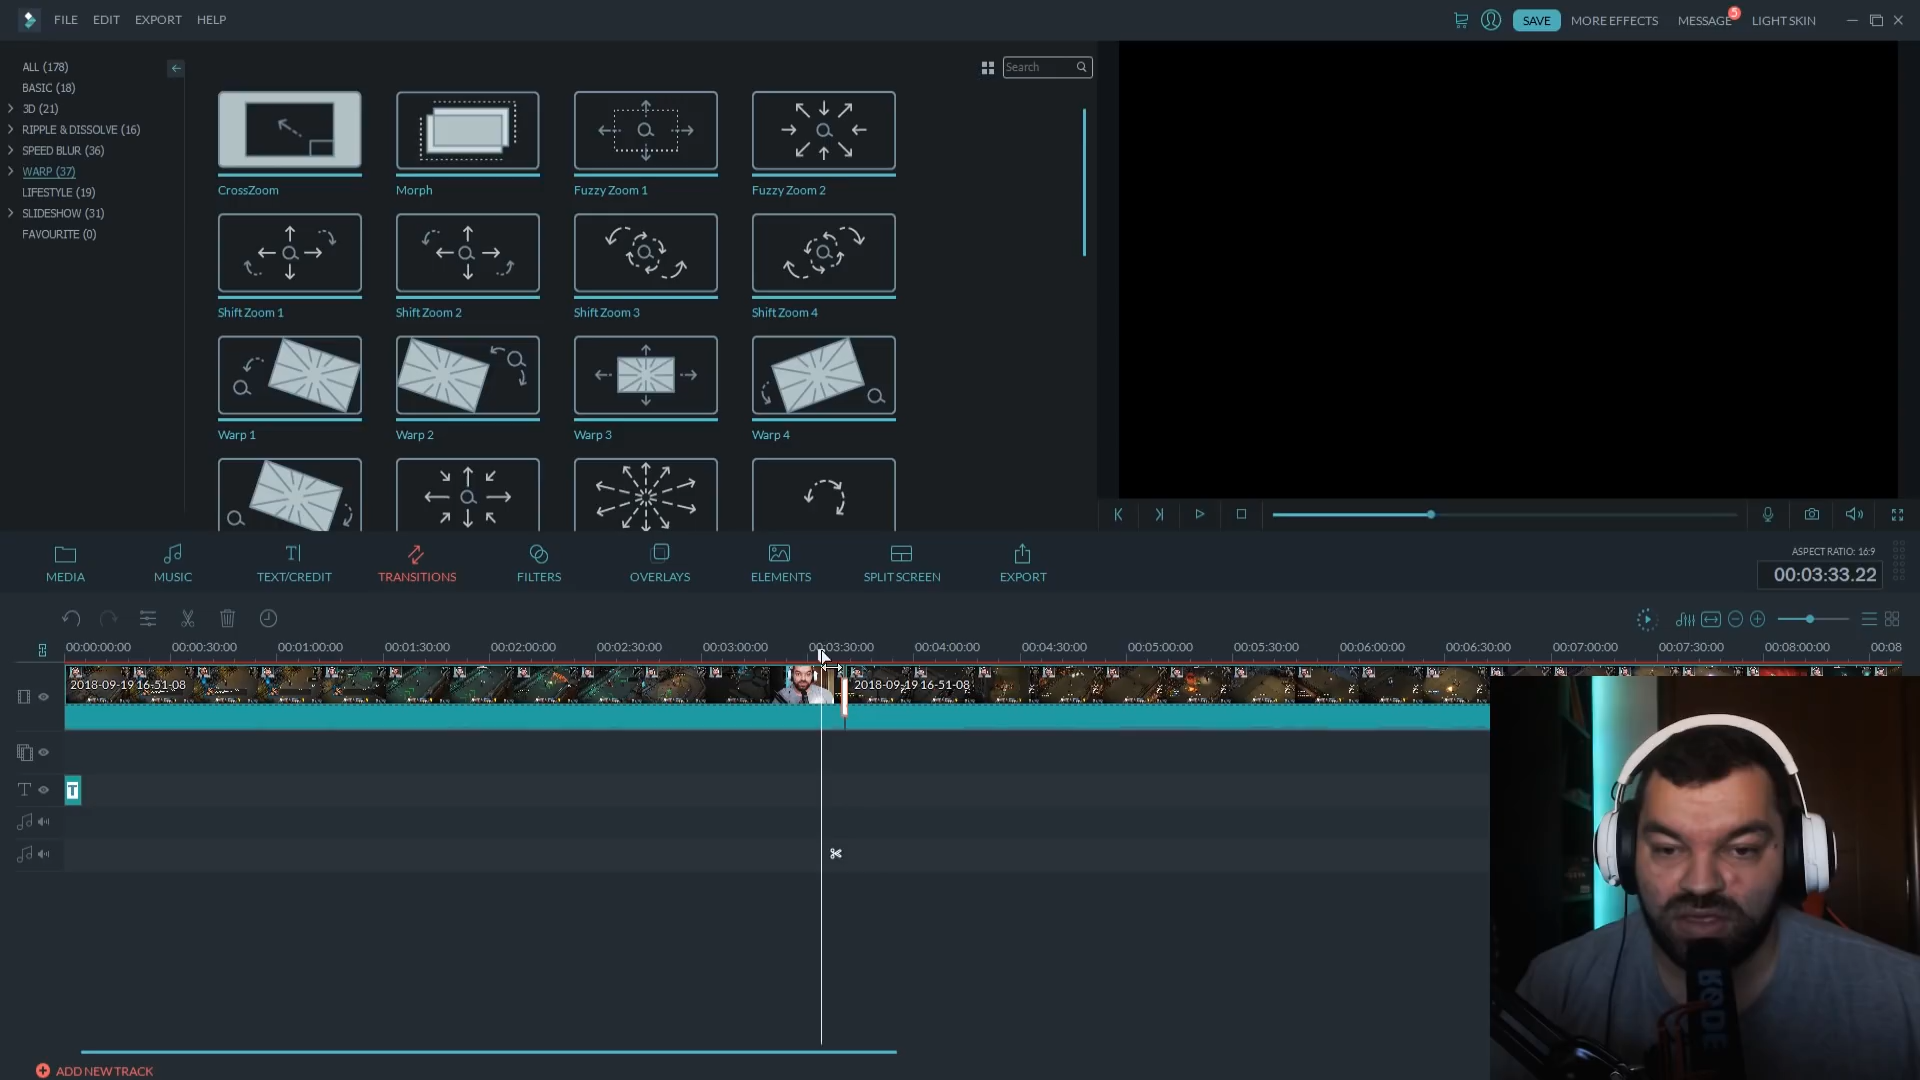 FILE EDIT EXPORT HELP
SAVE MORE EFFECTS MESSAGE 5 LIGHT SKIN
ALL (178)
BASIC (18)
3D (21)
RIPPLE & DISSOLVE (16)
SPEED BLUR (36)
WARP (37)
LIFESTYLE (19)
SLIDESHOW (31)
FAVOURITE (0)
Search
CrossZoom Morph Fuzzy Zoom 1 Fuzzy Zoom 2
Shift Zoom 1 Shift Zoom 2 Shift Zoom 3 Shift Zoom 4
Warp 1 Warp 2 Warp 3 Warp 4
MEDIA MUSIC TEXT/CREDIT TRANSITIONS FILTERS OVERLAYS ELEMENTS SPLIT SCREEN EXPORT
ASPECT RATIO: 16:9
00:03:33.22
00:00:00:00 00:00:30:00 00:01:00:00 00:01:30:00 00:02:00:00 00:02:30:00 00:03:00:00 00:03:30:00 00:04:00:00 00:04:30:00 00:05:00:00 00:05:30:00 00:06:00:00 00:06:30:00 00:07:00:00 00:07:30:00 00:08:00:00 00:08
2018-09-19 16-51-08 2018-09-19 16-51-08
T T
RODE
ADD NEW TRACK